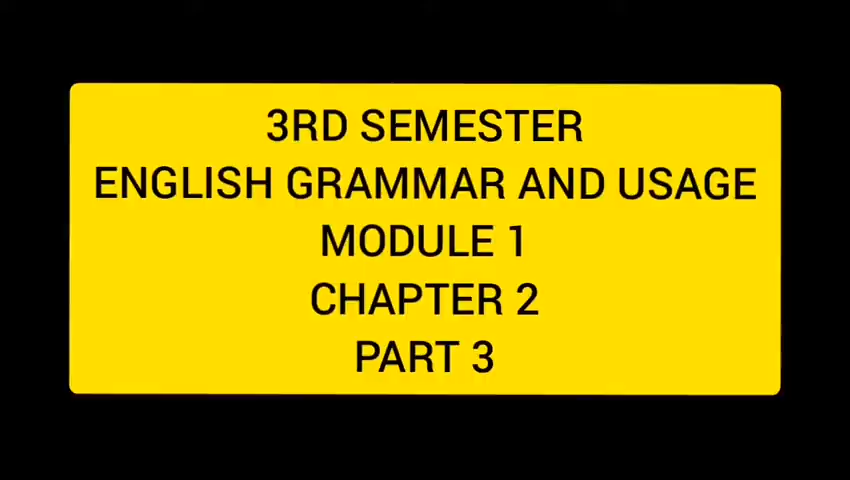 3RD SEMESTER
ENGLISH GRAMMAR AND USAGE
MODULE 1
CHAPTER 2
PART 3